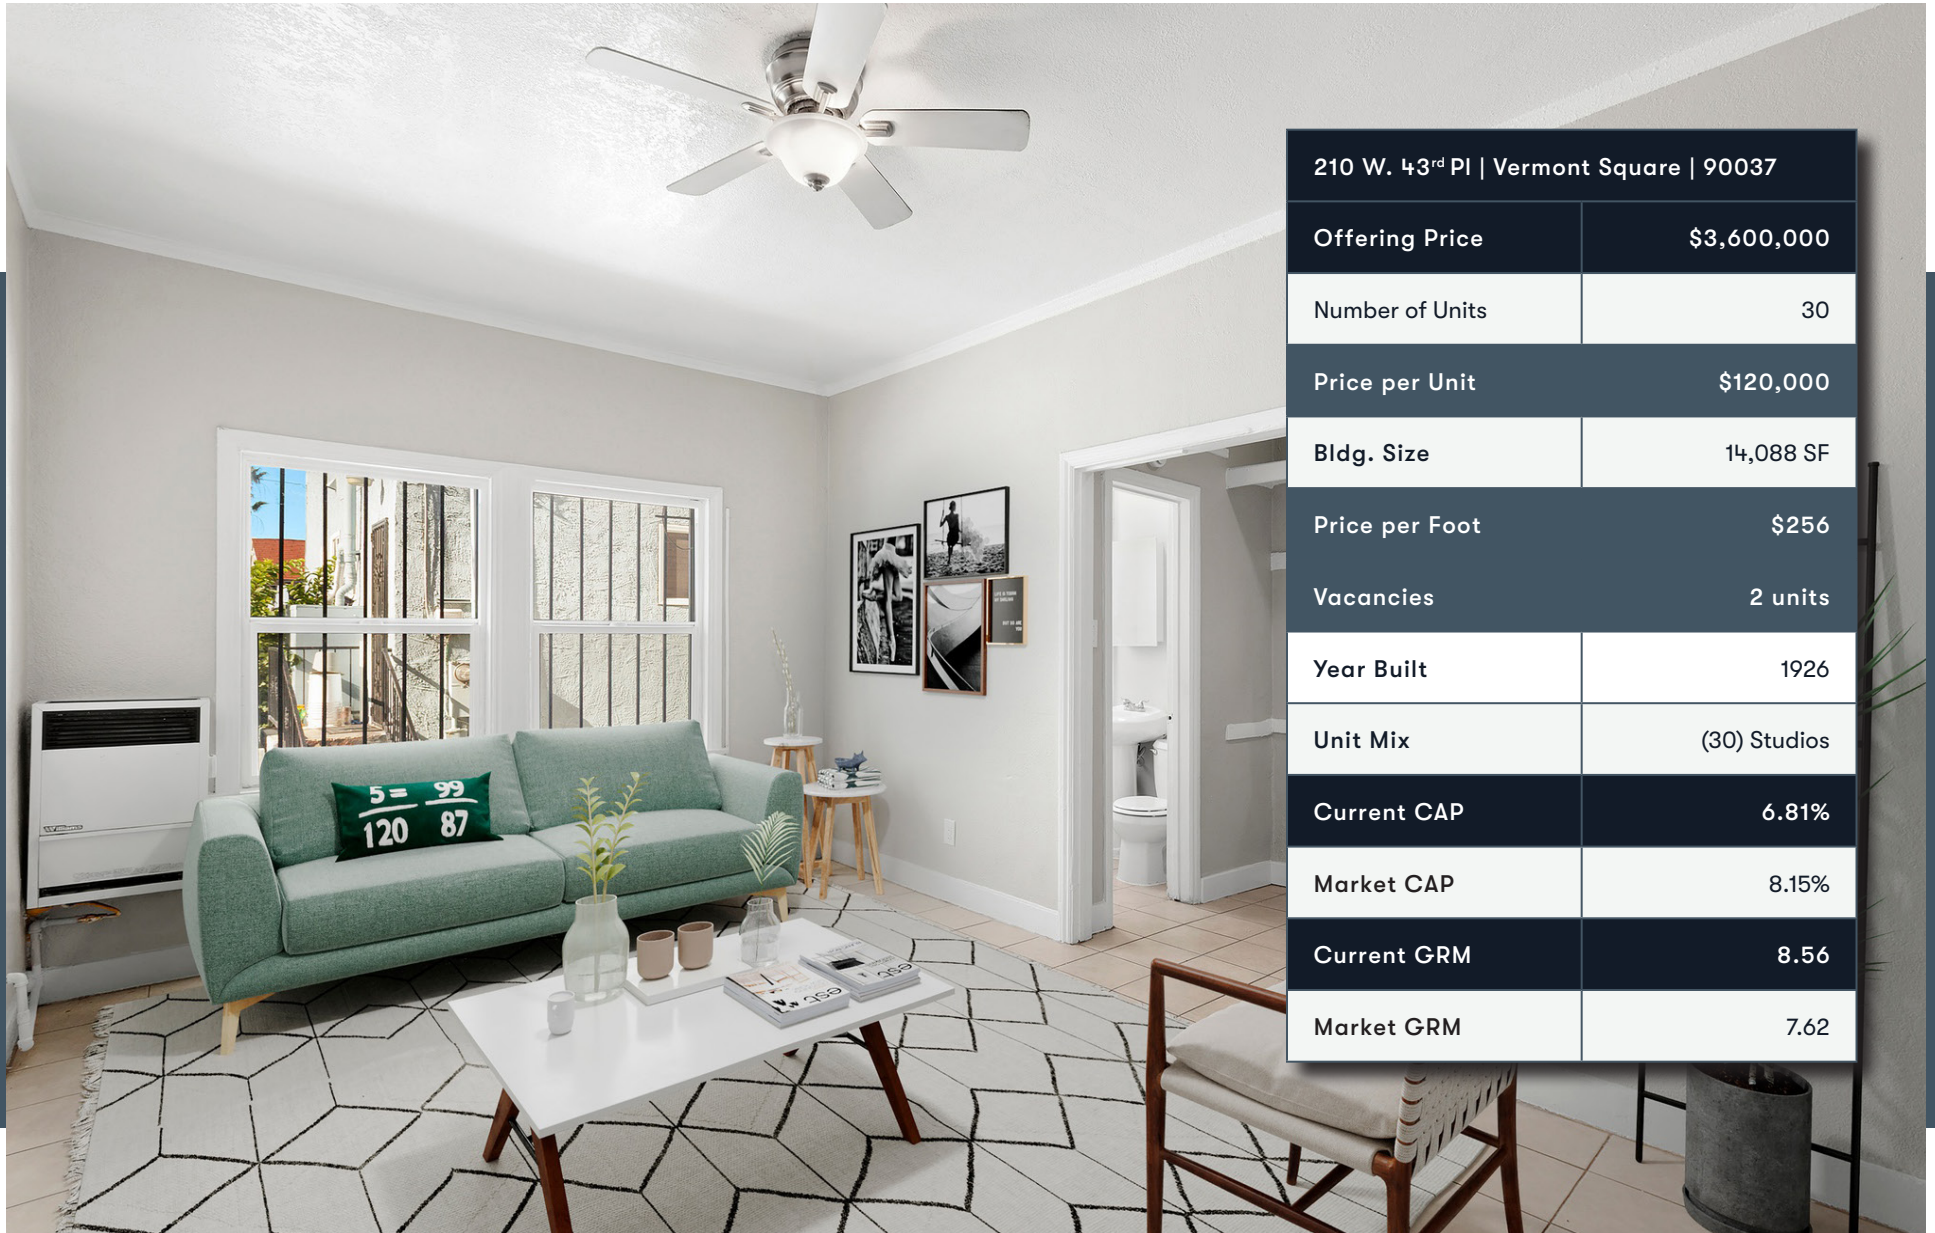 210 W. 43rd Pl | Vermont Square | 90037
Offering Price $3,600,000
Number of Units 30
Price per Unit $120,000
Bldg. Size 14,088 SF
Price per Foot $256
Vacancies 2 units
Year Built 1926
Unit Mix (30) Studios
Current CAP 6.81%
Market CAP 8.15%
Current GRM 8.56
Market GRM 7.62
5 = 99
120 87
Williams
est
est